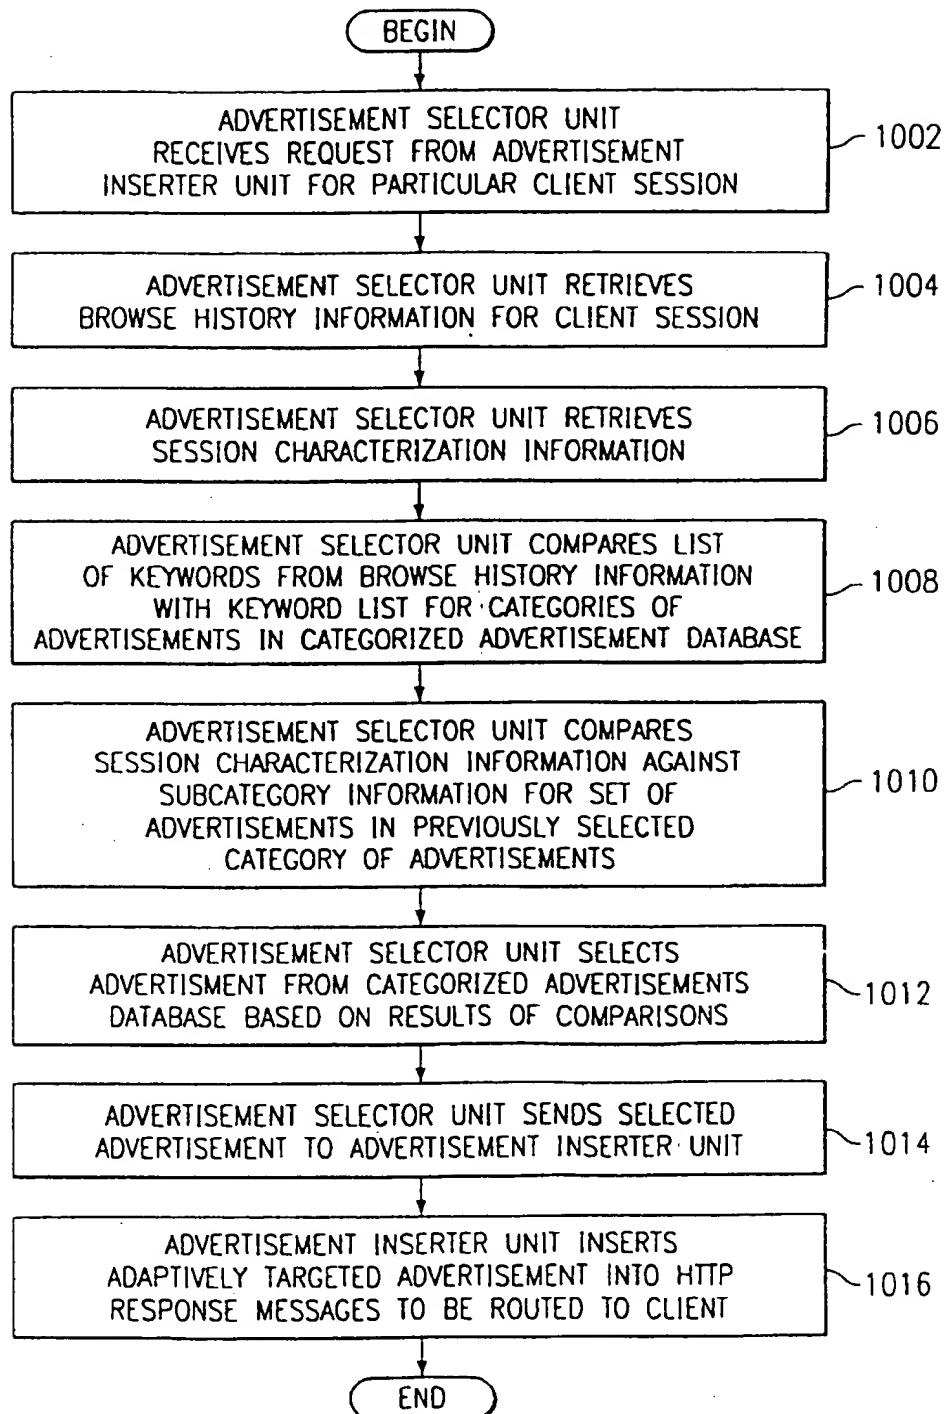 BEGIN
ADVERTISEMENT SELECTOR UNIT
RECEIVES REQUEST FROM ADVERTISEMENT
INSERTER UNIT FOR PARTICULAR CLIENT SESSION
1002
ADVERTISEMENT SELECTOR UNIT RETRIEVES
BROWSE HISTORY INFORMATION FOR CLIENT SESSION
1004
ADVERTISEMENT SELECTOR UNIT RETRIEVES
SESSION CHARACTERIZATION INFORMATION
1006
ADVERTISEMENT SELECTOR UNIT COMPARES LIST
OF KEYWORDS FROM BROWSE HISTORY INFORMATION
WITH KEYWORD LIST FOR CATEGORIES OF
ADVERTISEMENTS IN CATEGORIZED ADVERTISEMENT DATABASE
1008
ADVERTISEMENT SELECTOR UNIT COMPARES
SESSION CHARACTERIZATION INFORMATION AGAINST
SUBCATEGORY INFORMATION FOR SET OF
ADVERTISEMENTS IN PREVIOUSLY SELECTED
CATEGORY OF ADVERTISEMENTS
1010
ADVERTISEMENT SELECTOR UNIT SELECTS
ADVERTISMENT FROM CATEGORIZED ADVERTISEMENTS
DATABASE BASED ON RESULTS OF COMPARISONS
1012
ADVERTISEMENT SELECTOR UNIT SENDS SELECTED
ADVERTISEMENT TO ADVERTISEMENT INSERTER UNIT
1014
ADVERTISEMENT INSERTER UNIT INSERTS
ADAPTIVELY TARGETED ADVERTISEMENT INTO HTTP
RESPONSE MESSAGES TO BE ROUTED TO CLIENT
1016
END